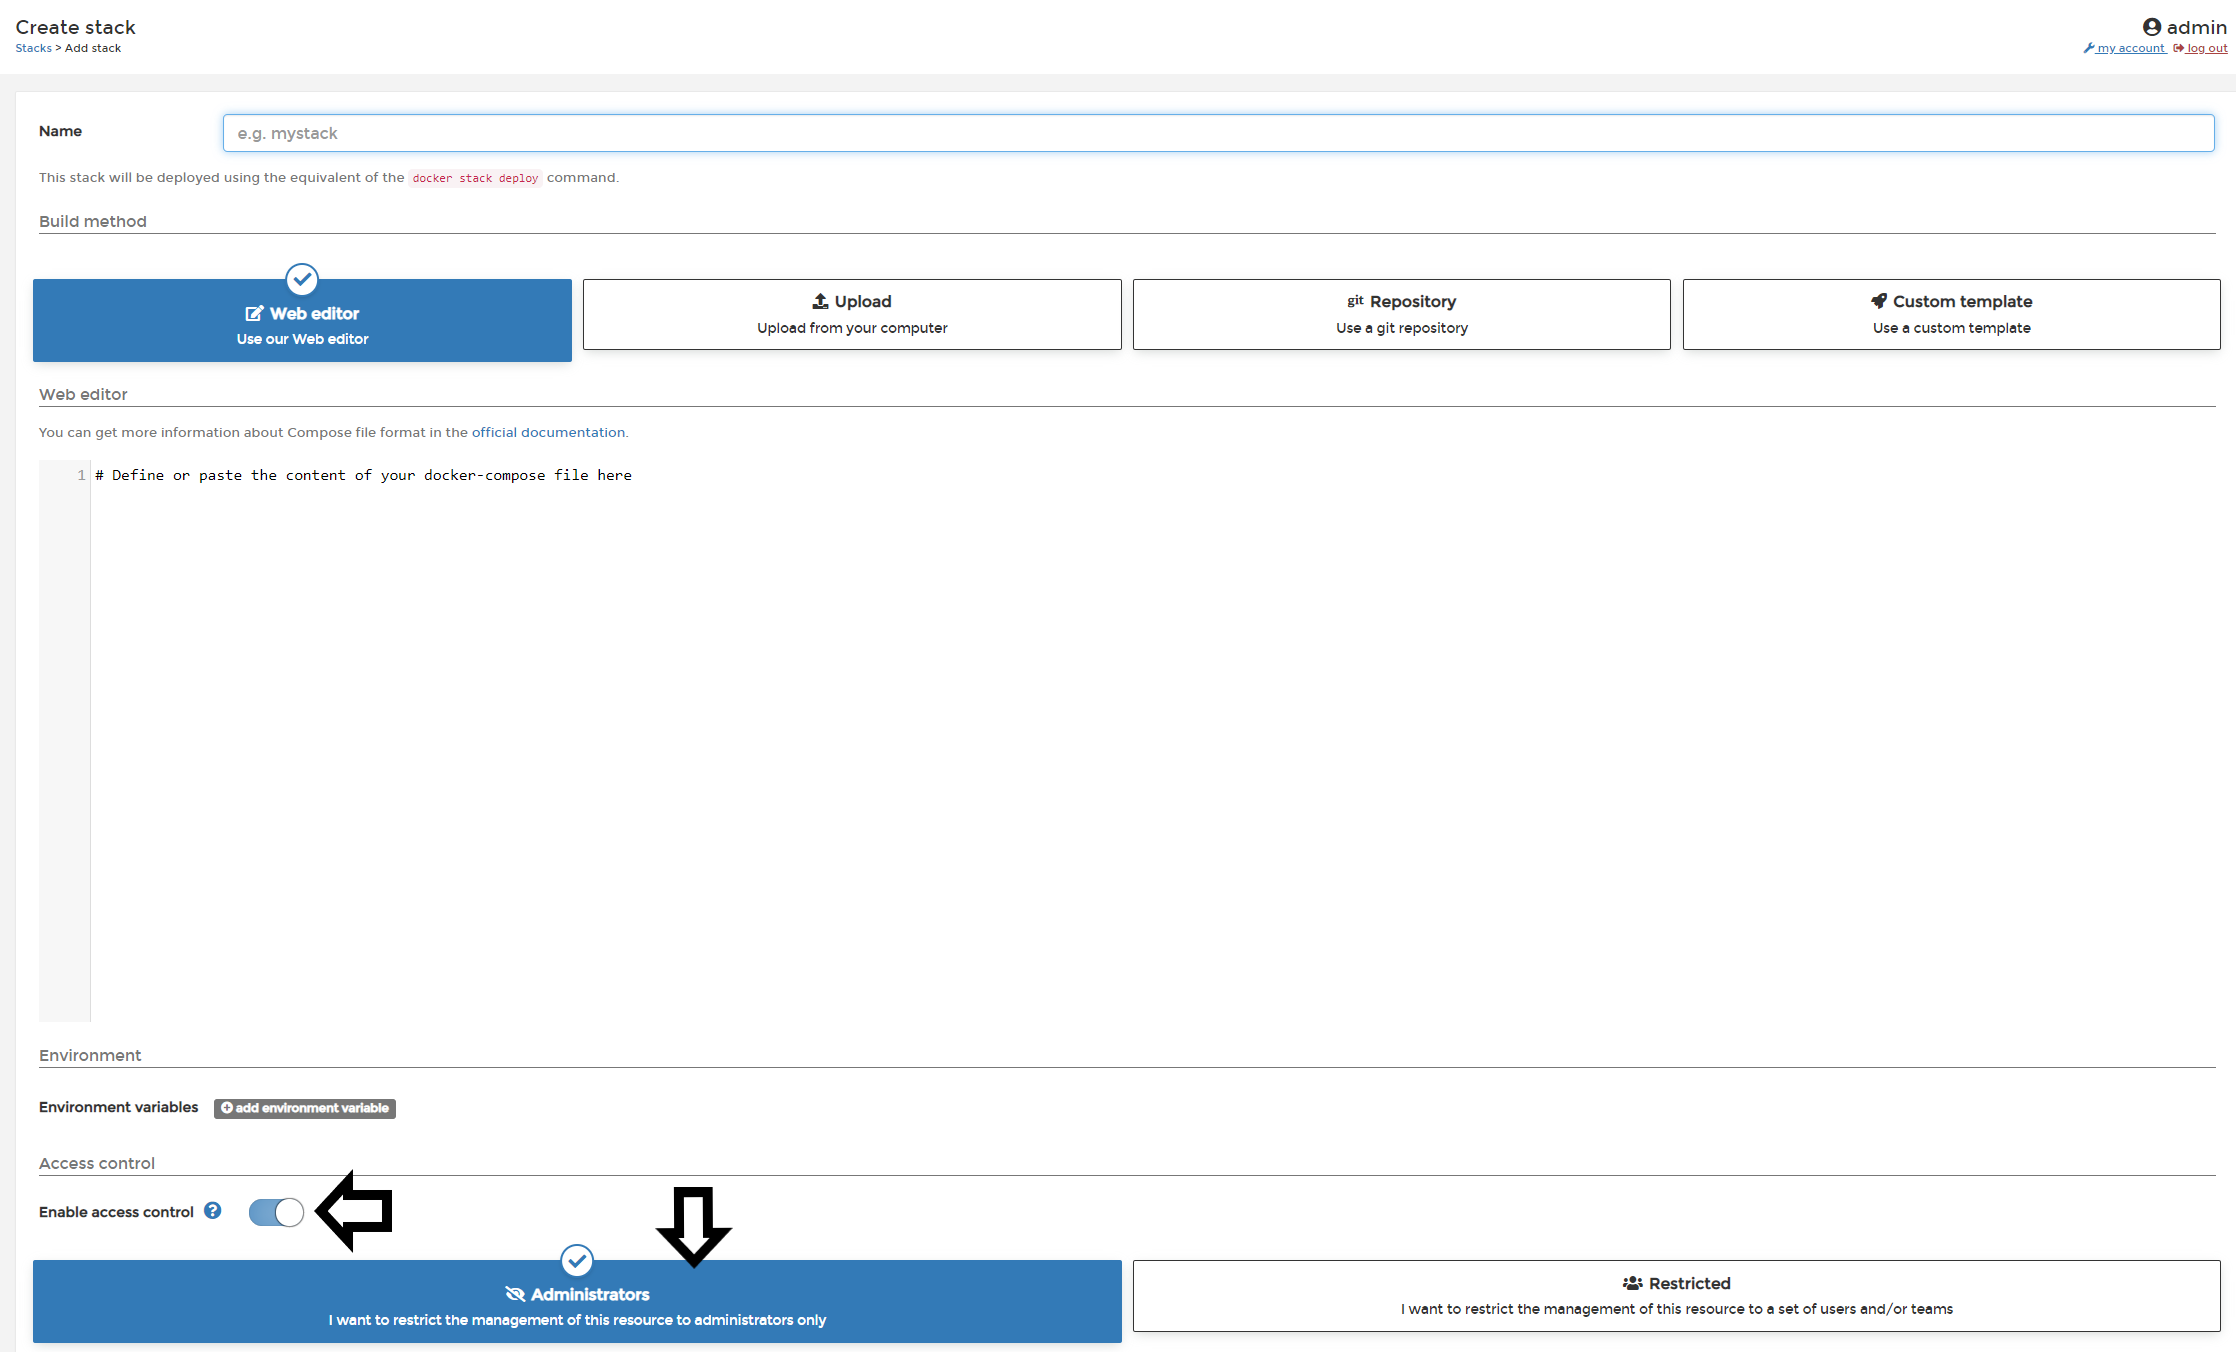 Create stack
admin
Stacks > Add stack
my account log out
Name
e.g. mystack
This stack will be deployed using the equivalent of the docker stack deploy command.
Build method
Web editor
Use our Web editor
Upload
Upload from your computer
git Repository
Use a git repository
Custom template
Use a custom template
Web editor
You can get more information about Compose file format in the official documentation.
1 # Define or paste the content of your docker-compose file here
Environment
Environment variables add environment variable
Access control
Enable access control ?
Administrators
I want to restrict the management of this resource to administrators only
Restricted
I want to restrict the management of this resource to a set of users and/or teams